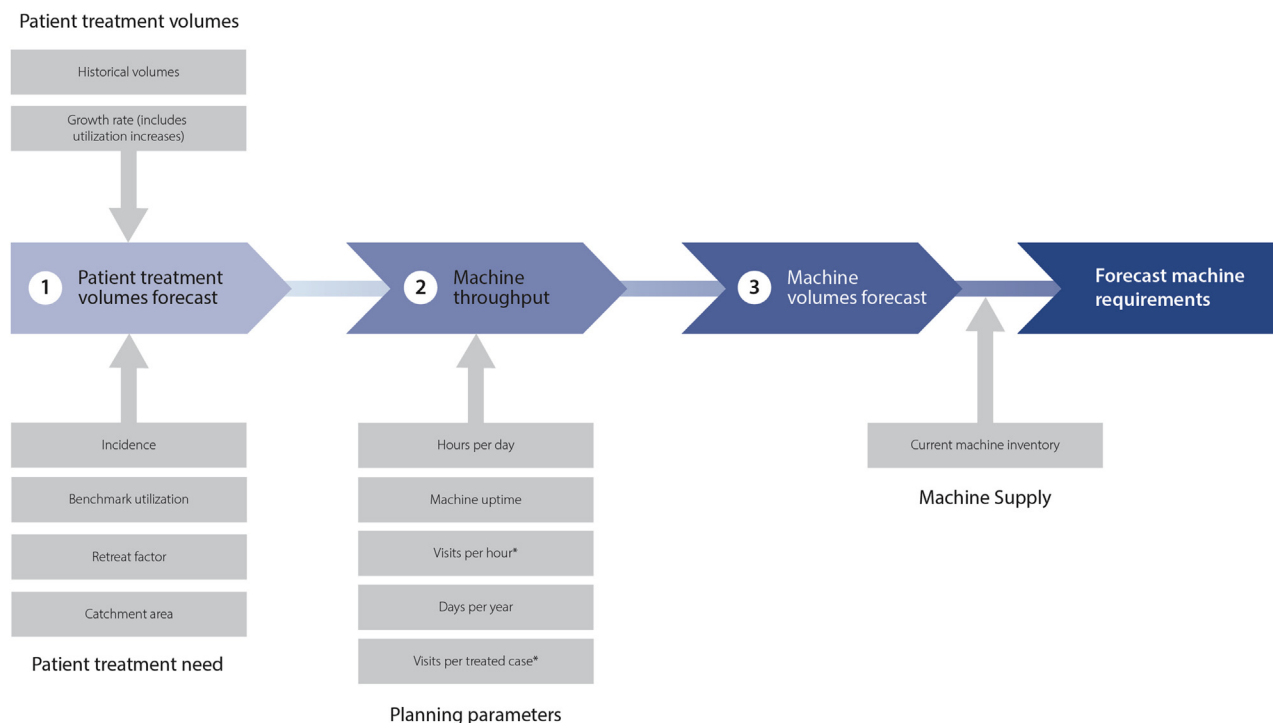 Patient treatment volumes
Historical volumes
Growth rate (includes
utilization increases)
1
Patient treatment
volumes forecast
2
Machine
throughput
3
Machine
volumes forecast
Forecast machine
requirements
Incidence
Benchmark utilization
Retreat factor
Catchment area
Patient treatment need
Hours per day
Machine uptime
Visits per hour*
Days per year
Visits per treated case*
Planning parameters
Current machine inventory
Machine Supply